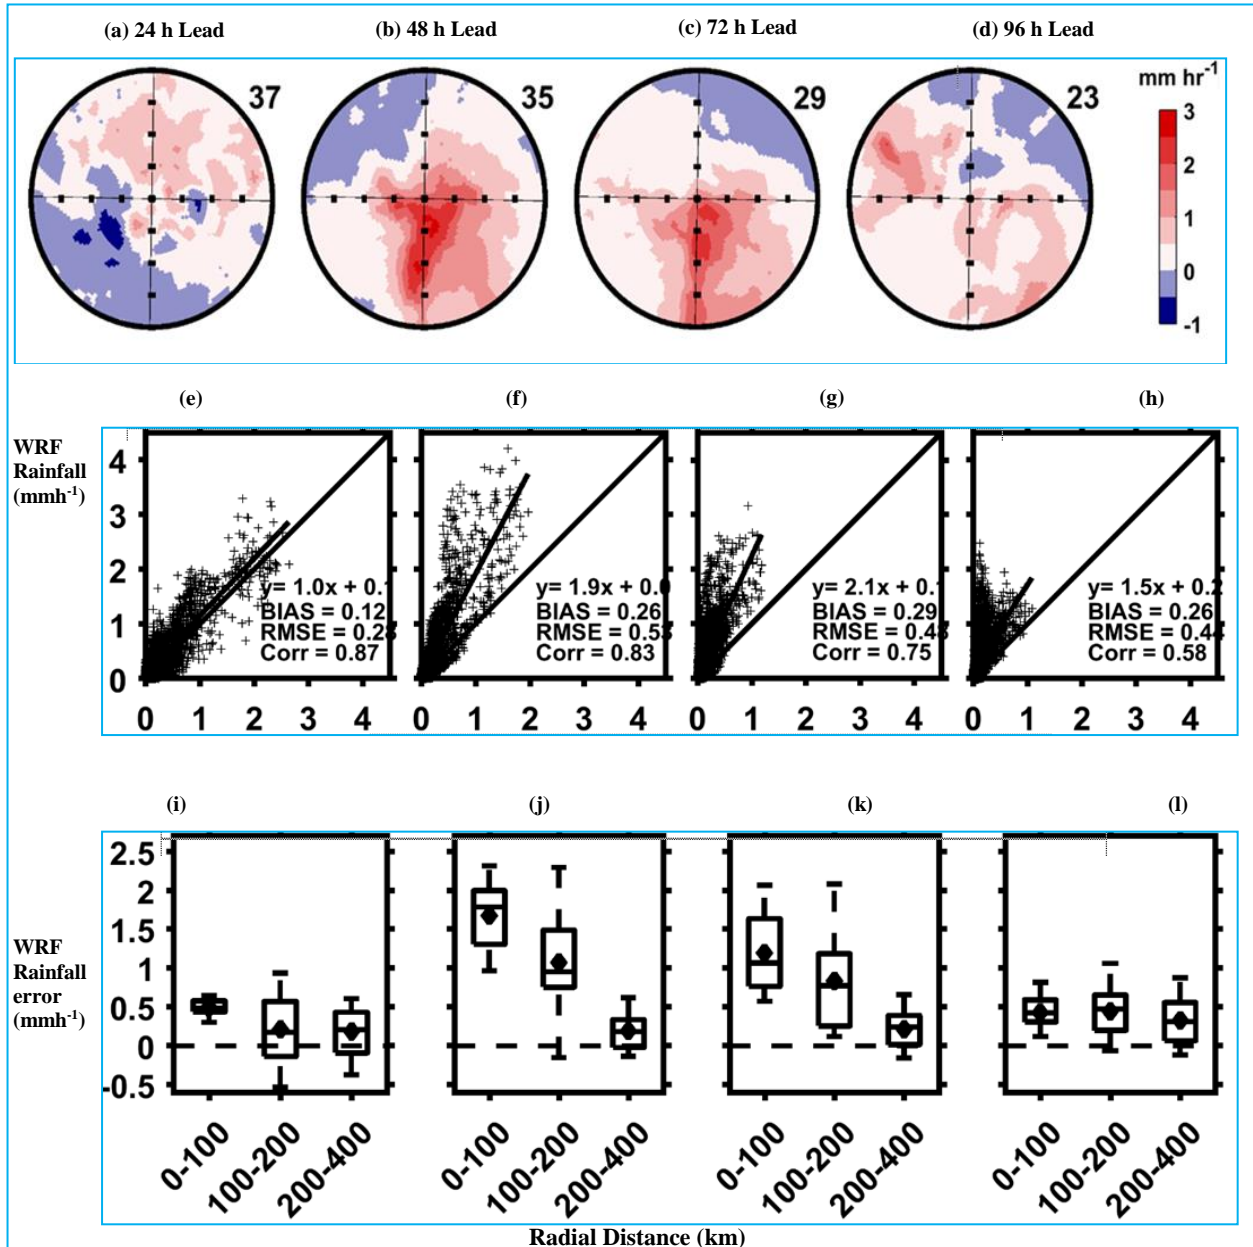 (a) 24 h Lead (b) 48 h Lead (c) 72 h Lead (d) 96 h Lead
37 35 29 23
mm hr-1
3
2
1
0
-1
(e) (f) (g) (h)
WRF
Rainfall
(mmh-1)
4
3
2
1
0
y= 1.0x + 0.1
BIAS = 0.12
RMSE = 0.28
Corr = 0.87
y= 1.9x + 0.0
BIAS = 0.26
RMSE = 0.53
Corr = 0.83
y= 2.1x + 0.1
BIAS = 0.29
RMSE = 0.48
Corr = 0.75
y= 1.5x + 0.2
BIAS = 0.26
RMSE = 0.44
Corr = 0.58
0 1 2 3 4 0 1 2 3 4 0 1 2 3 4 0 1 2 3 4
(i) (j) (k) (l)
WRF
Rainfall
error
(mmh-1)
2.5
2
1.5
1
0.5
0
-0.5
0-100 100-200 200-400 0-100 100-200 200-400 0-100 100-200 200-400 0-100 100-200 200-400
Radial Distance (km)